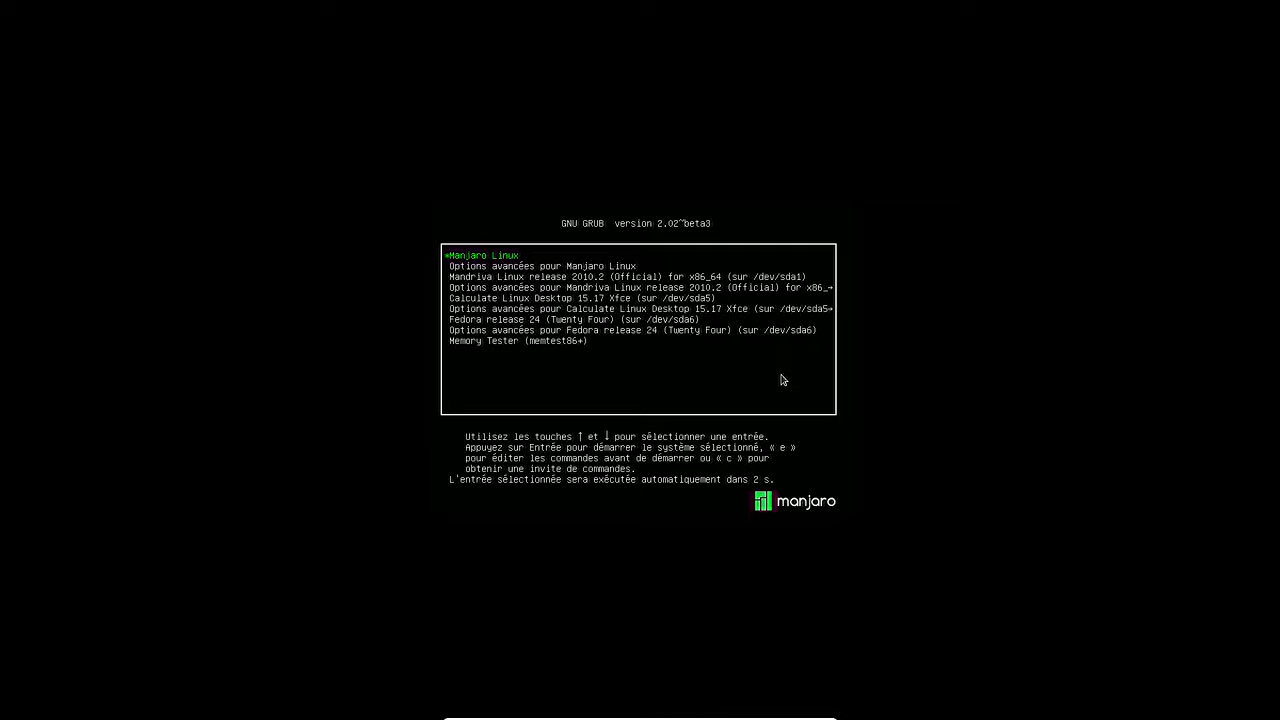 GNU GRUB  version 2.02~beta3
*Manjaro Linux
Options avancées pour Manjaro Linux
Mandriva Linux release 2010.2 (Official) for x86_64 (sur /dev/sda1)
Options avancées pour Mandriva Linux release 2010.2 (Official) for x86_→
Calculate Linux Desktop 15.17 Xfce (sur /dev/sda5)
Options avancées pour Calculate Linux Desktop 15.17 Xfce (sur /dev/sda5→
Fedora release 24 (Twenty Four) (sur /dev/sda6)
Options avancées pour Fedora release 24 (Twenty Four) (sur /dev/sda6)
Memory Tester (memtest86+)
Utilisez les touches ↑ et ↓ pour sélectionner une entrée.
Appuyez sur Entrée pour démarrer le système sélectionné, « e »
pour éditer les commandes avant de démarrer ou « c » pour
obtenir une invite de commandes.
L'entrée sélectionnée sera exécutée automatiquement dans 2 s.
manjaro